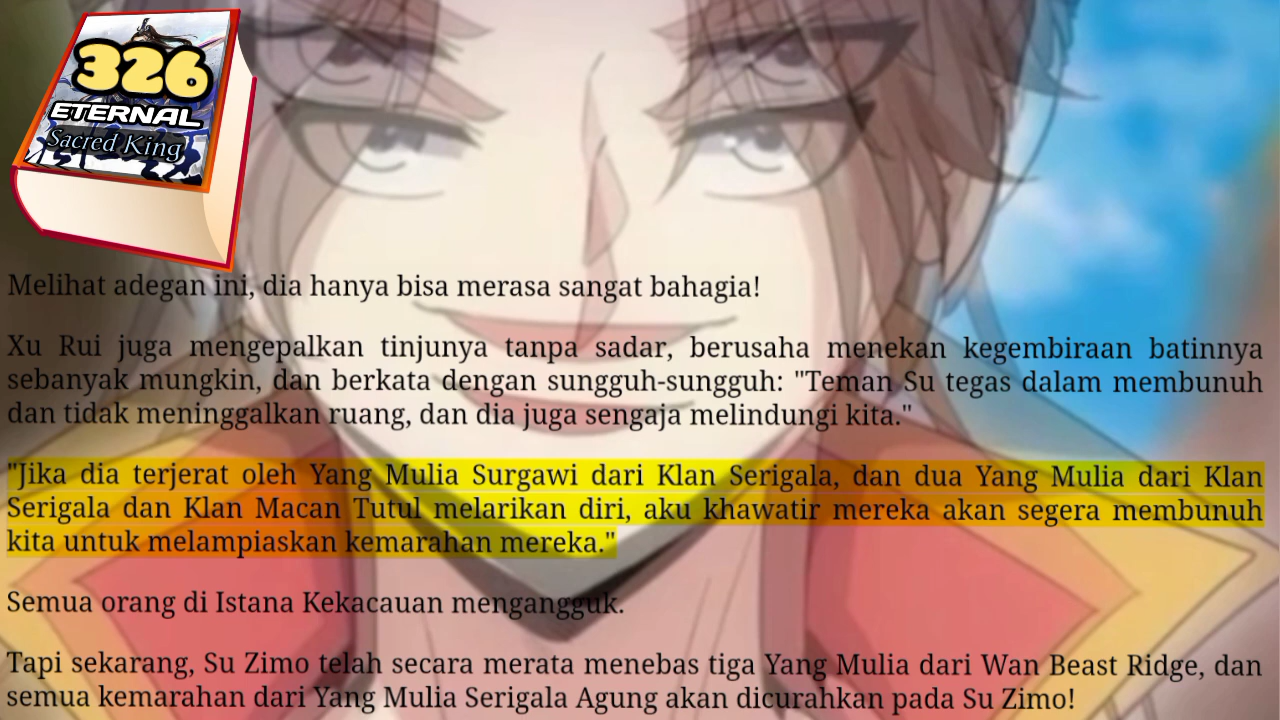 326
ETERNAL
Sacred King
Melihat adegan ini, dia hanya bisa merasa sangat bahagia!
Xu Rui juga mengepalkan tinjunya tanpa sadar, berusaha menekan kegembiraan batinnya
sebanyak mungkin, dan berkata dengan sungguh-sungguh: "Teman Su tegas dalam membunuh
dan tidak meninggalkan ruang, dan dia juga sengaja melindungi kita."
"Jika dia terjerat oleh Yang Mulia Surgawi dari Klan Serigala, dan dua Yang Mulia dari Klan
Serigala dan Klan Macan Tutul melarikan diri, aku khawatir mereka akan segera membunuh
kita untuk melampiaskan kemarahan mereka."
Semua orang di Istana Kekacauan mengangguk.
Tapi sekarang, Su Zimo telah secara merata menebas tiga Yang Mulia dari Wan Beast Ridge, dan
semua kemarahan dari Yang Mulia Serigala Agung akan dicurahkan pada Su Zimo!